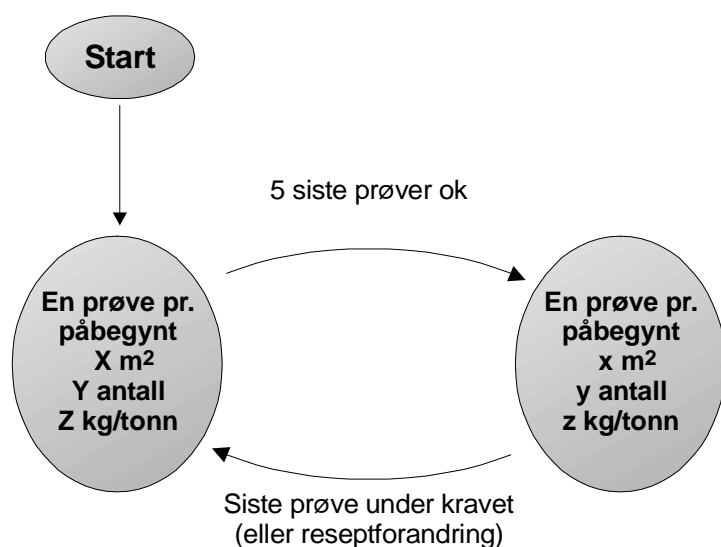 Start
5 siste prøver ok
En prøve pr.
påbegynt
X m²
Y antall
Z kg/tonn
En prøve pr.
påbegynt
x m²
y antall
z kg/tonn
Siste prøve under kravet
(eller reseptforandring)